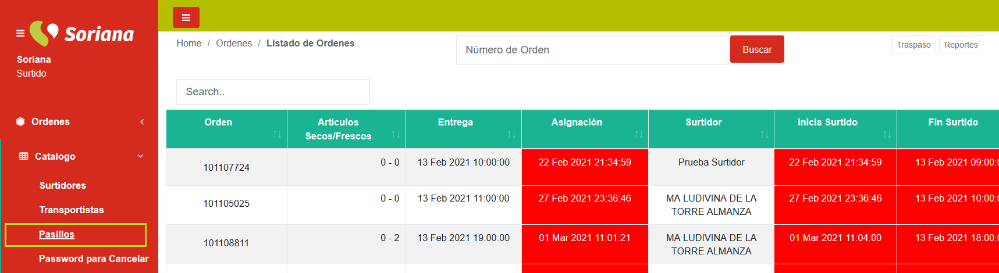 Soriana
Soriana
Surtido
Ordenes
Catalogo
Surtidores
Transportistas
Pasillos
Password para Cancelar
Home / Ordenes / Listado de Ordenes
Número de Orden
Buscar
Traspaso
Reportes
Search..
Orden
Artículos
Secos/Frescos
Entrega
Asignación
Surtidor
Inicia Surtido
Fin Surtido
101107724
0 - 0
13 Feb 2021 10:00:00
22 Feb 2021 21:34:59
Prueba Surtidor
22 Feb 2021 21:34:59
13 Feb 2021 09:00:0
101105025
0 - 0
13 Feb 2021 11:00:00
27 Feb 2021 23:36:46
MA LUDIVINA DE LA
TORRE ALMANZA
27 Feb 2021 23:36:46
13 Feb 2021 10:00:0
101108811
0 - 2
13 Feb 2021 19:00:00
01 Mar 2021 11:01:21
MA LUDIVINA DE LA
TORRE ALMANZA
01 Mar 2021 11:04:00
13 Feb 2021 18:00:0